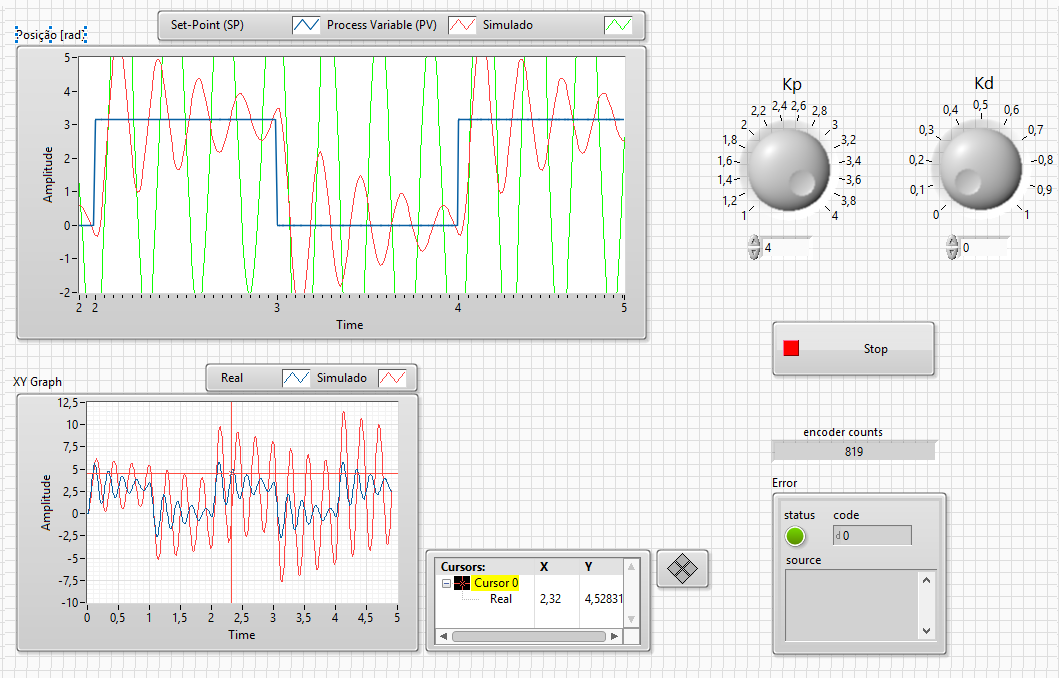 Posição [rad]
Set-Point (SP) Process Variable (PV) Simulado
5
4
3
2
1
0
-1
-2
Amplitude
2 2 3 4 5
Time
Kp
1 1,2 1,4 1,6 1,8 2 2,2 2,4 2,6 2,8 3 3,2 3,4 3,6 3,8 4
4
Kd
0 0,1 0,2 0,3 0,4 0,5 0,6 0,7 0,8 0,9 1
0
Stop
XY Graph
Real Simulado
12,5
10
7,5
5
2,5
0
-2,5
-5
-7,5
-10
Amplitude
0 0,5 1 1,5 2 2,5 3 3,5 4 4,5 5
Time
Cursors: X Y
Cursor 0
Real 2,32 4,52831
encoder counts
819
Error
status code
d 0
source